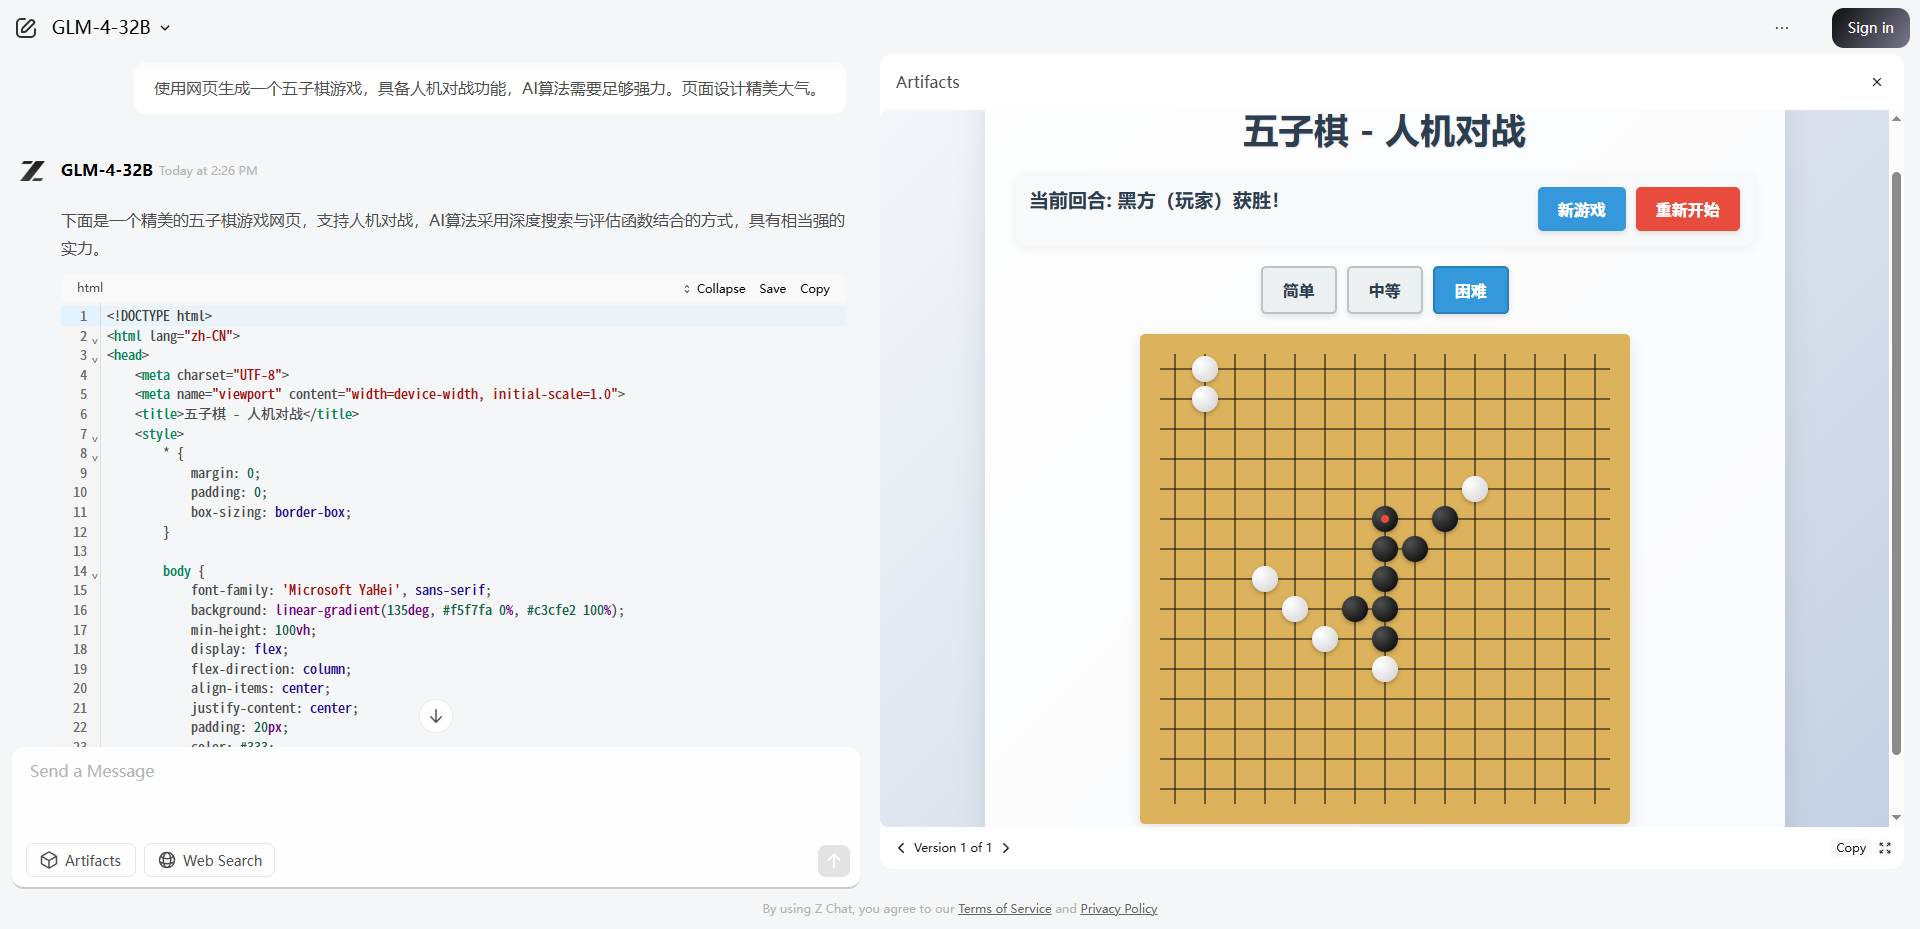 GLM-4-32B
Sign in
使用网页生成一个五子棋游戏，具备人机对战功能，AI算法需要足够强力。页面设计精美大气。
GLM-4-32B Today at 2:26 PM
下面是一个精美的五子棋游戏网页，支持人机对战，AI算法采用深度搜索与评估函数结合的方式，具有相当强的
实力。
html
Collapse Save Copy
1 <!DOCTYPE html>
2 <html lang="zh-CN">
3 <head>
4 <meta charset="UTF-8">
5 <meta name="viewport" content="width=device-width, initial-scale=1.0">
6 <title>五子棋 - 人机对战</title>
7 <style>
8 * {
9 margin: 0;
10 padding: 0;
11 box-sizing: border-box;
12 }
13
14 body {
15 font-family: 'Microsoft YaHei', sans-serif;
16 background: linear-gradient(135deg, #f5f7fa 0%, #c3cfe2 100%);
17 min-height: 100vh;
18 display: flex;
19 flex-direction: column;
20 align-items: center;
21 justify-content: center;
22 padding: 20px;
23 color: #333;
Send a Message
Artifacts
Web Search
Artifacts
五子棋 - 人机对战
当前回合: 黑方（玩家）获胜！
新游戏
重新开始
简单
中等
困难
Version 1 of 1
Copy
By using Z Chat, you agree to our Terms of Service and Privacy Policy